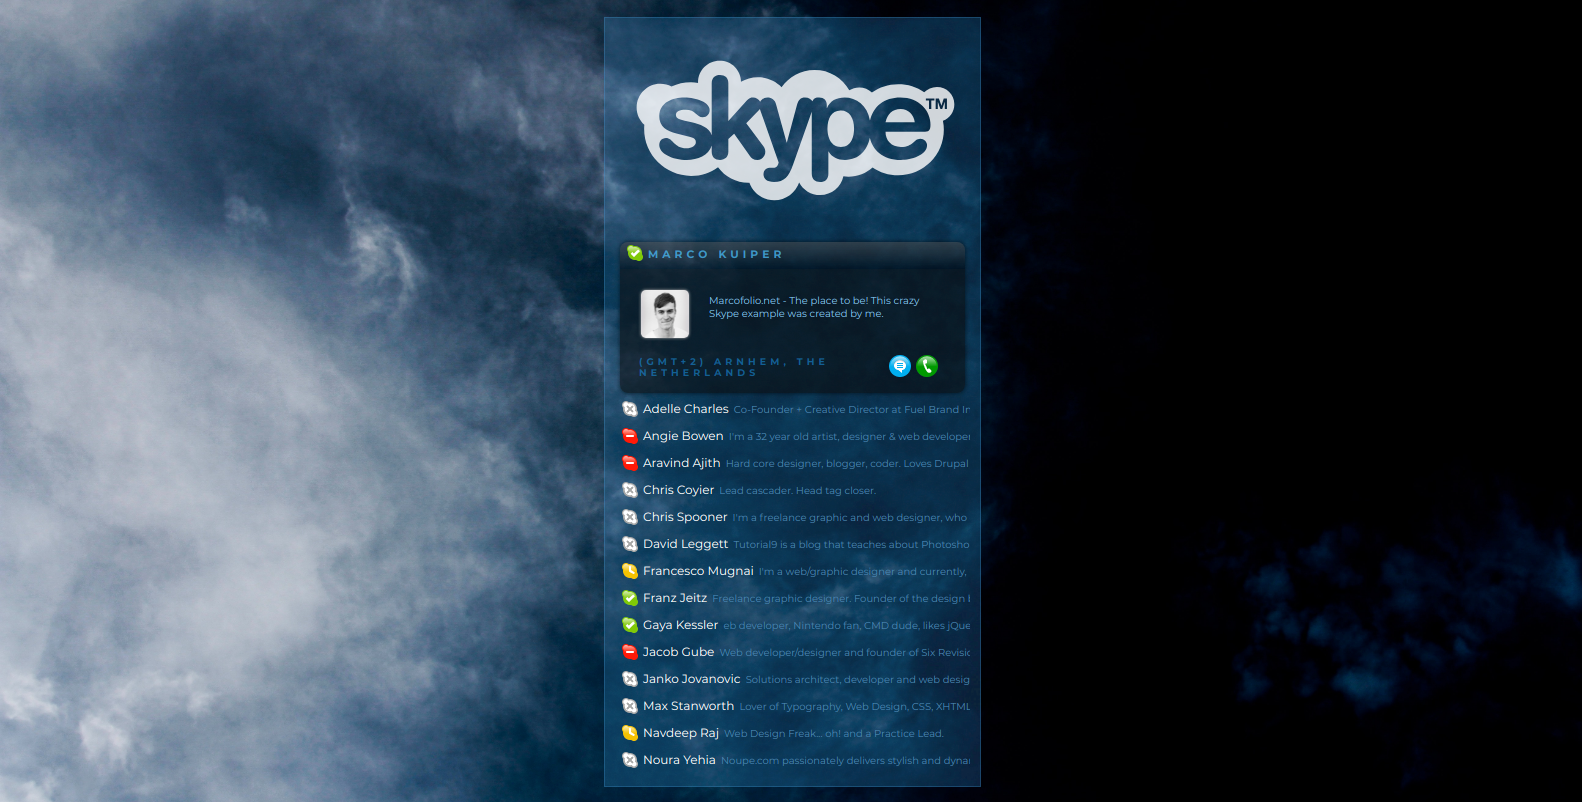 skype™
MARCO KUIPER
Marcofolio.net - The place to be! This crazy
Skype example was created by me.
(GMT+2) ARNHEM, THE
NETHERLANDS
Adelle Charles Co-Founder + Creative Director at Fuel Brand In
Angie Bowen I'm a 32 year old artist, designer & web developer
Aravind Ajith Hard core designer, blogger, coder. Loves Drupal
Chris Coyier Lead cascader. Head tag closer.
Chris Spooner I'm a freelance graphic and web designer, who
David Leggett Tutorial9 is a blog that teaches about Photosho
Francesco Mugnai I'm a web/graphic designer and currently,
Franz Jeitz Freelance graphic designer. Founder of the design
Gaya Kessler eb developer, Nintendo fan, CMD dude, likes jQue
Jacob Gube Web developer/designer and founder of Six Revisio
Janko Jovanovic Solutions architect, developer and web desig
Max Stanworth Lover of Typography, Web Design, CSS, XHTML
Navdeep Raj Web Design Freak... oh! and a Practice Lead.
Noura Yehia Noupe.com passionately delivers stylish and dynam